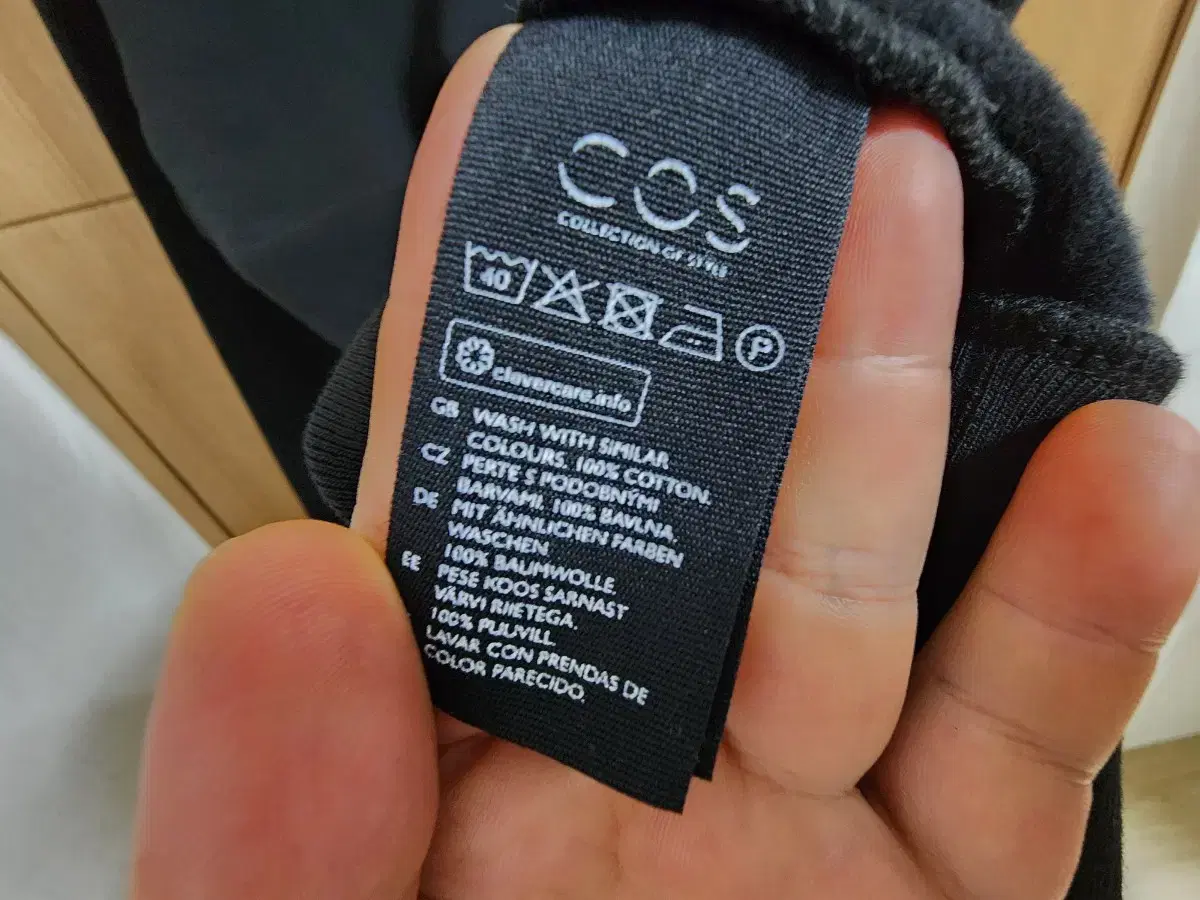 COS
COLLECTION OF STYLE
40
P
clevercare.info
GB WASH WITH SIMILAR
COLOURS. 100% COTTON.
CZ PERTE S PODOBNÝMI
BARVAMI. 100% BAVLNA.
DE MIT ÄHNLICHEN FARBEN
WASCHEN
100% BAUMWOLLE.
EE PESE KOOS SARNAST
VÄRVI RIIETEGA.
100% PUUVILL
LAVAR CON PRENDAS DE
COLOR PARECIDO.